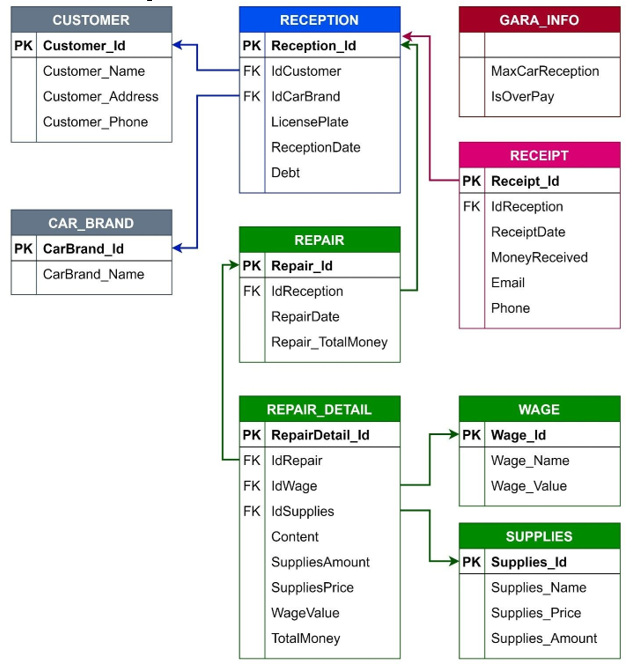 CUSTOMER
PK Customer_Id
Customer_Name
Customer_Address
Customer_Phone
CAR_BRAND
PK CarBrand_Id
CarBrand_Name
RECEPTION
PK Reception_Id
FK IdCustomer
FK IdCarBrand
LicensePlate
ReceptionDate
Debt
REPAIR
PK Repair_Id
FK IdReception
RepairDate
Repair_TotalMoney
REPAIR_DETAIL
PK RepairDetail_Id
FK IdRepair
FK IdWage
FK IdSupplies
Content
SuppliesAmount
SuppliesPrice
WageValue
TotalMoney
GARA_INFO
MaxCarReception
IsOverPay
RECEIPT
PK Receipt_Id
FK IdReception
ReceiptDate
MoneyReceived
Email
Phone
WAGE
PK Wage_Id
Wage_Name
Wage_Value
SUPPLIES
PK Supplies_Id
Supplies_Name
Supplies_Price
Supplies_Amount